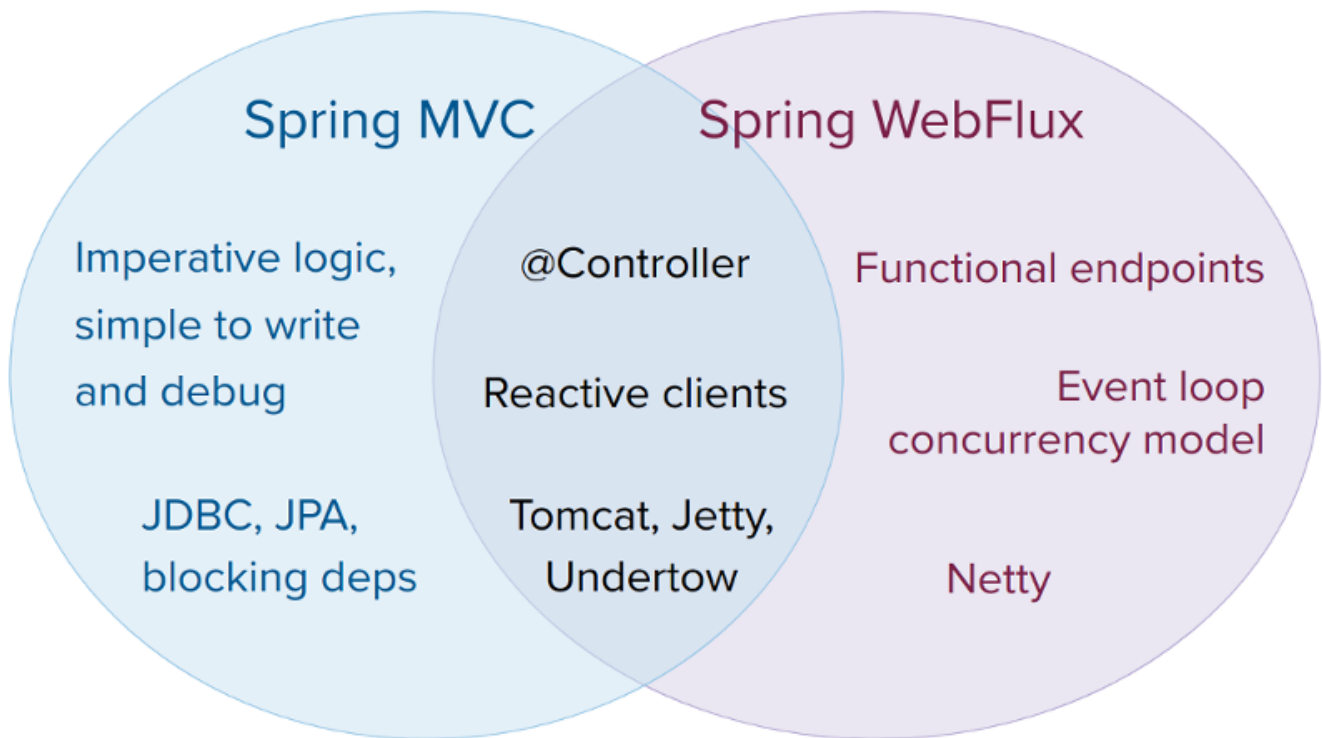 Spring MVC
Spring WebFlux
Imperative logic,
simple to write
and debug
JDBC, JPA,
blocking deps
@Controller
Reactive clients
Tomcat, Jetty,
Undertow
Functional endpoints
Event loop
concurrency model
Netty